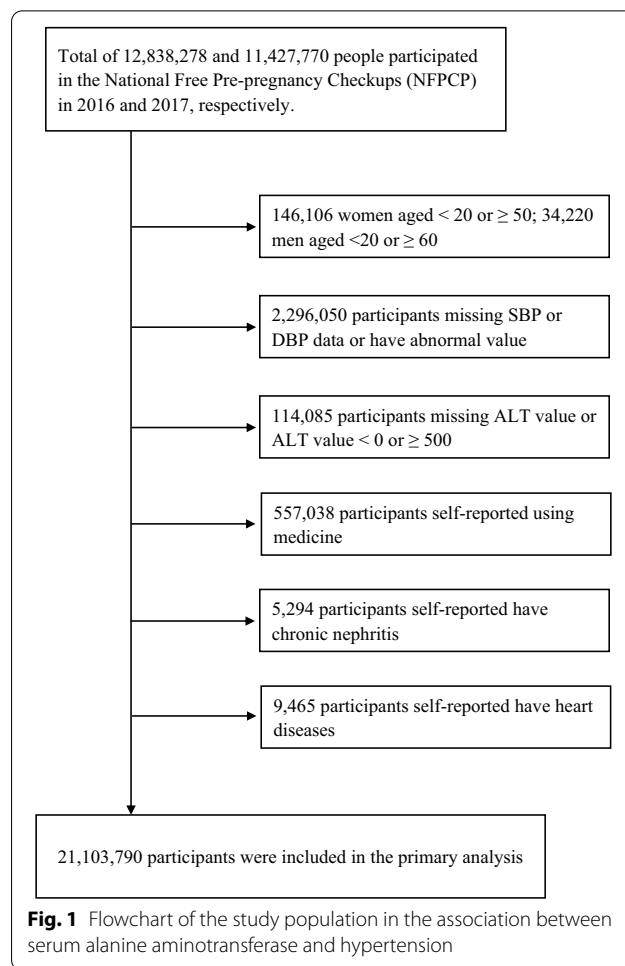 Total of 12,838,278 and 11,427,770 people participated
in the National Free Pre-pregnancy Checkups (NFPCP)
in 2016 and 2017, respectively.
146,106 women aged < 20 or ≥ 50; 34,220
men aged <20 or ≥ 60
2,296,050 participants missing SBP or
DBP data or have abnormal value
114,085 participants missing ALT value or
ALT value < 0 or ≥ 500
557,038 participants self-reported using
medicine
5,294 participants self-reported have
chronic nephritis
9,465 participants self-reported have heart
diseases
21,103,790 participants were included in the primary analysis
Fig. 1 Flowchart of the study population in the association between
serum alanine aminotransferase and hypertension